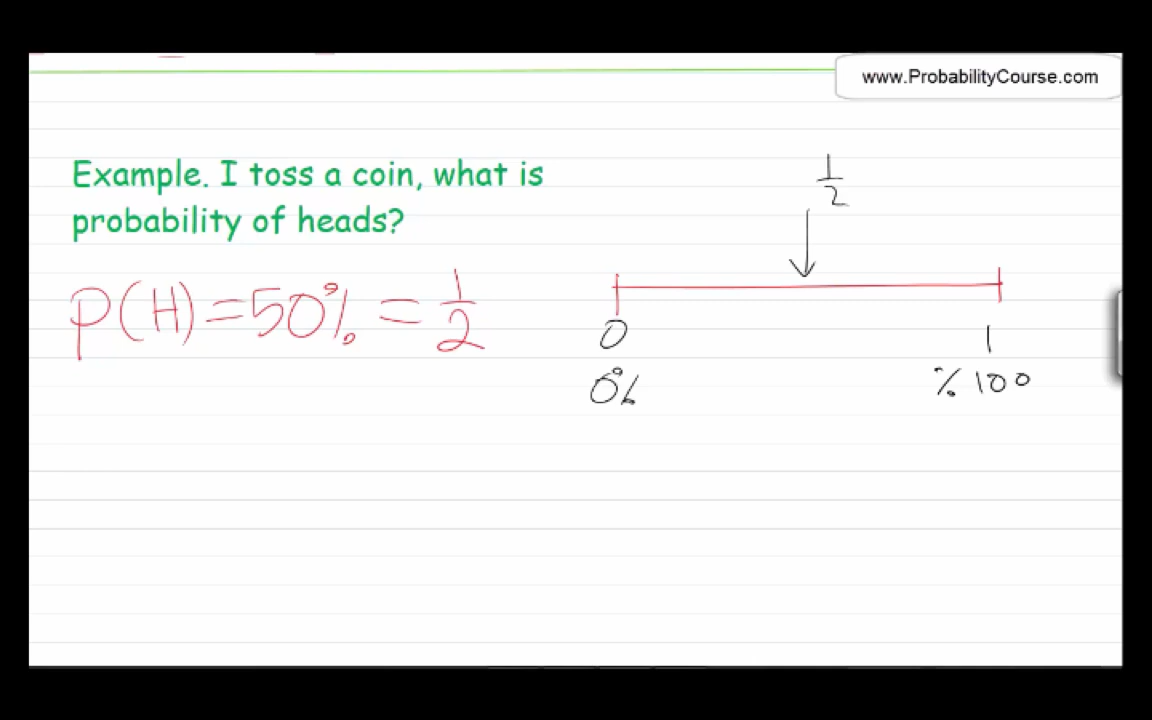 www.ProbabilityCourse.com
Example. I toss a coin, what is
probability of heads?
P(H) = 50% = 1/2
1/2
0 1
0% %100